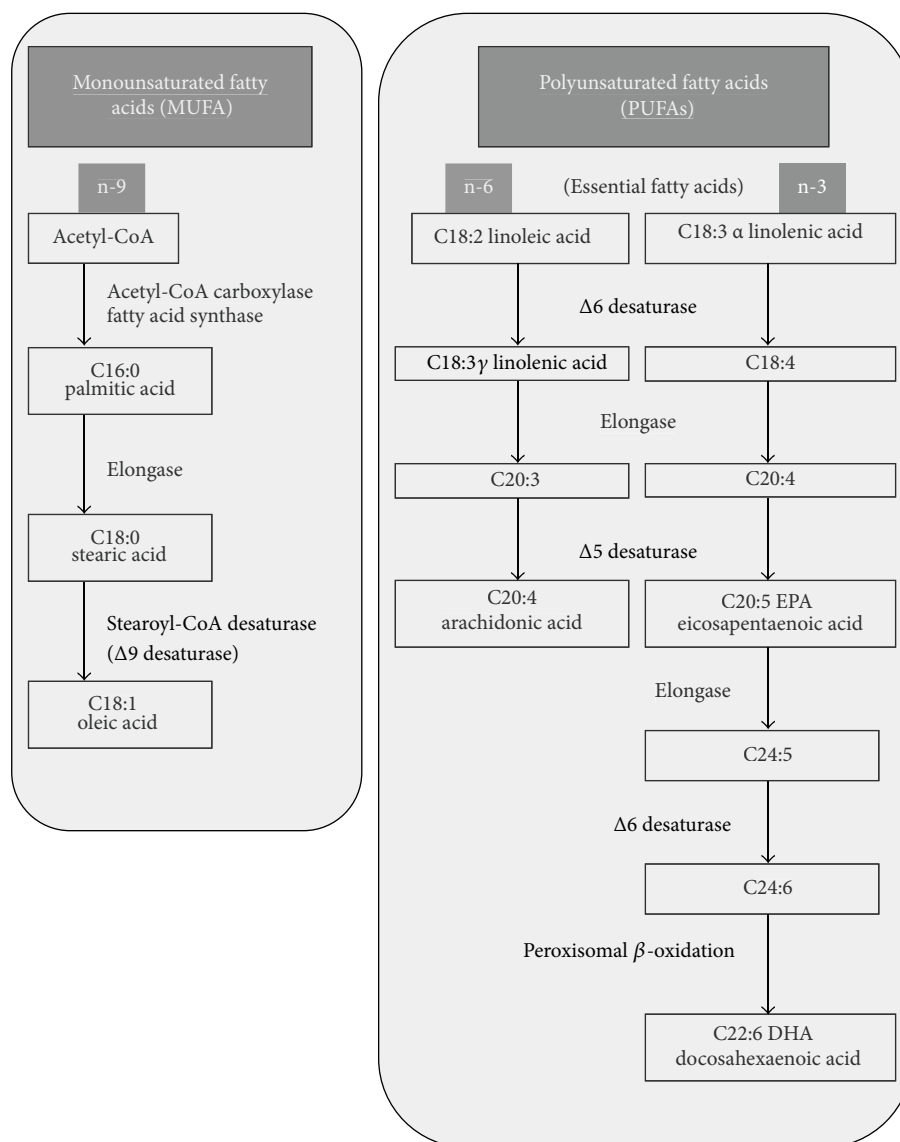 Monounsaturated fatty
acids (MUFA)
n-9
Acetyl-CoA
Acetyl-CoA carboxylase
fatty acid synthase
C16:0
palmitic acid
Elongase
C18:0
stearic acid
Stearoyl-CoA desaturase
(Δ9 desaturase)
C18:1
oleic acid
Polyunsaturated fatty acids
(PUFAs)
n-6 (Essential fatty acids) n-3
C18:2 linoleic acid C18:3 α linolenic acid
Δ6 desaturase
C18:3γ linolenic acid C18:4
Elongase
C20:3 C20:4
Δ5 desaturase
C20:4
arachidonic acid
C20:5 EPA
eicosapentaenoic acid
Elongase
C24:5
Δ6 desaturase
C24:6
Peroxisomal β-oxidation
C22:6 DHA
docosahexaenoic acid